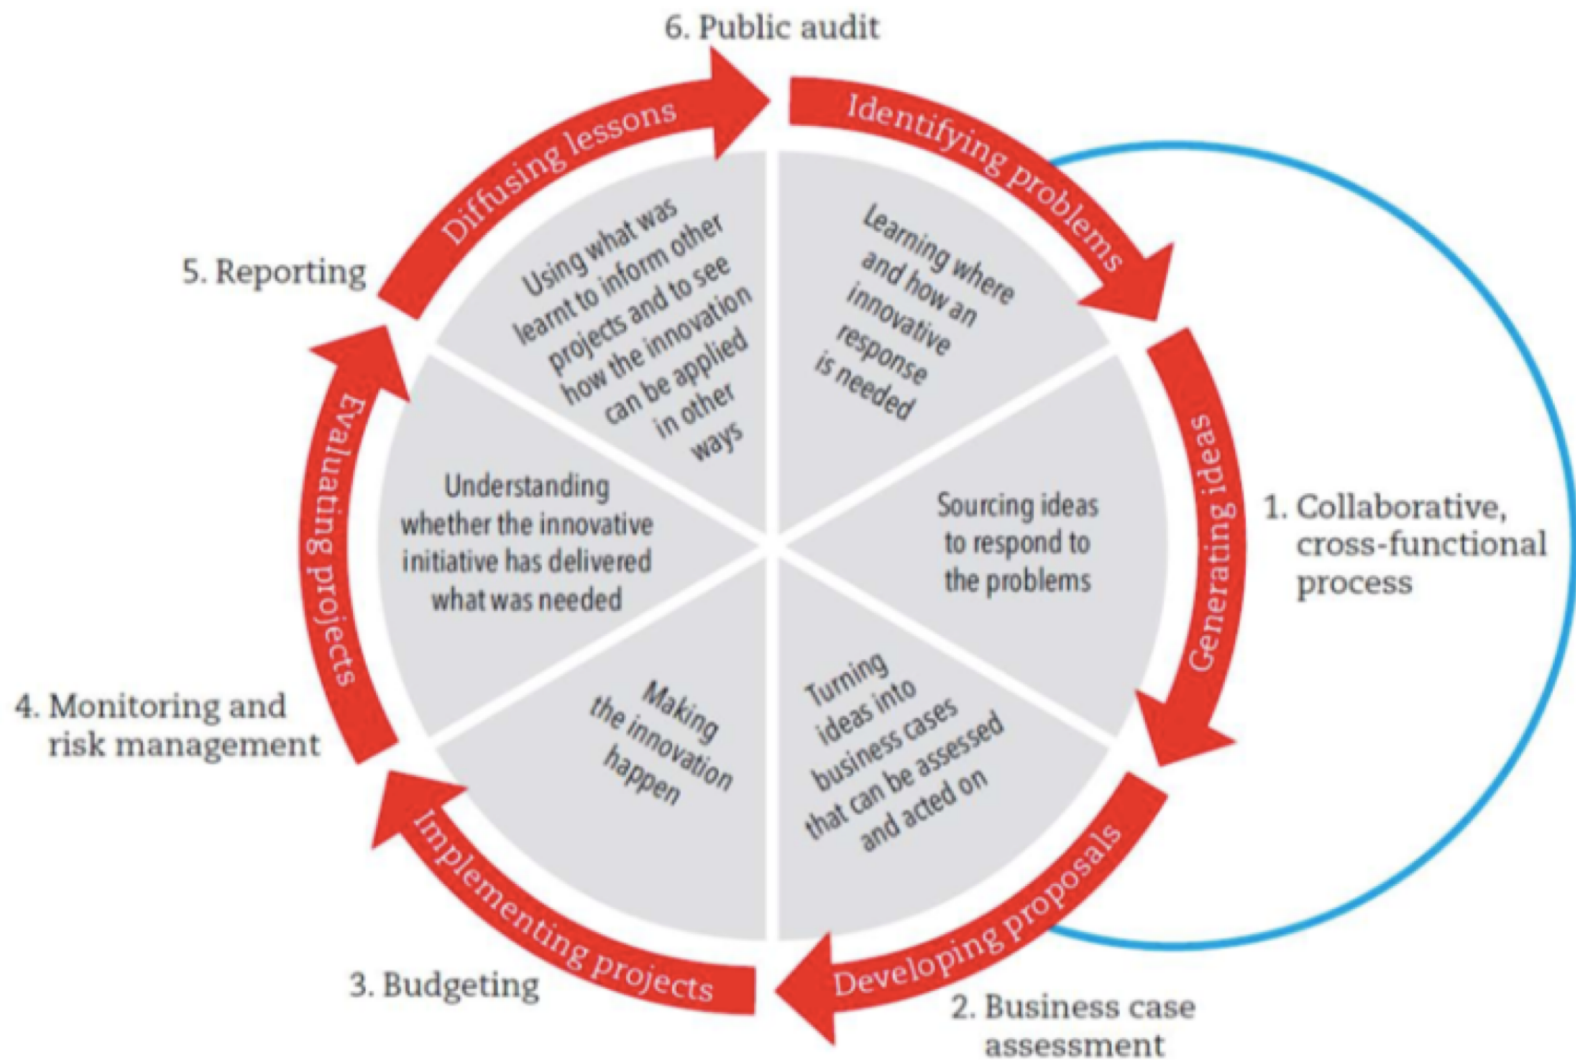 6. Public audit
Identifying problems
Learning where
and how an
innovative
response
is needed
Generating ideas
Sourcing ideas
to respond to
the problems
1. Collaborative,
cross-functional
process
Developing proposals
Turning
ideas into
business cases
that can be assessed
and acted on
2. Business case
assessment
Implementing projects
Making
the innovation
happen
3. Budgeting
4. Monitoring and
risk management
Evaluating projects
Understanding
whether the innovative
initiative has delivered
what was needed
5. Reporting
Diffusing lessons
Using what was
learnt to inform other
projects and to see
how the innovation
can be applied
in other
ways